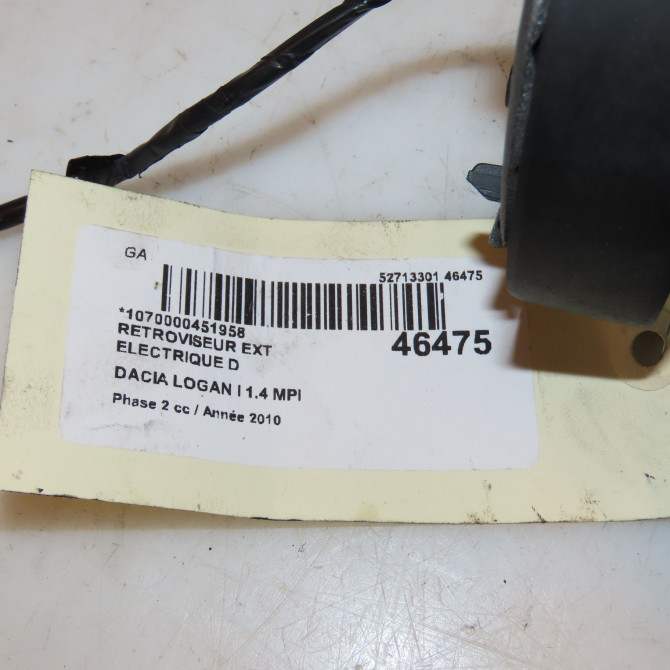 GA
52713301 46475
*1070000451958
46475
RETROVISEUR EXT
ELECTRIQUE D
DACIA LOGAN I 1.4 MPI
Phase 2 cc / Année 2010